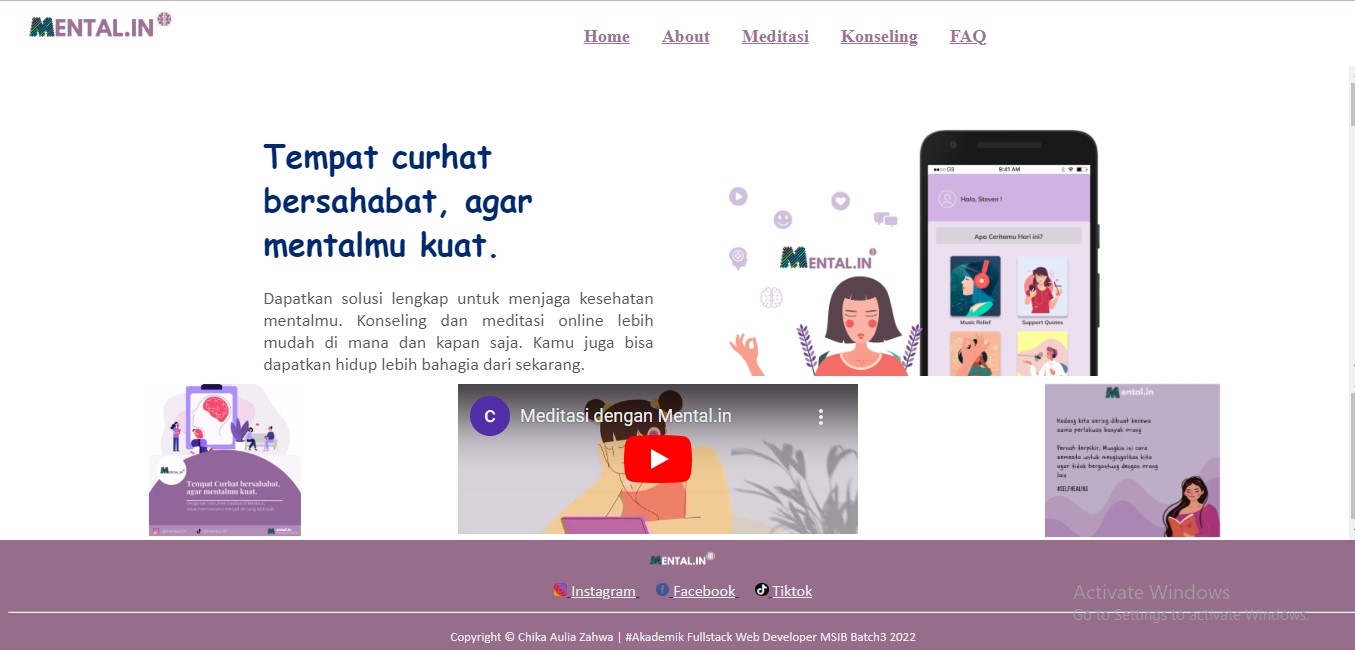 MENTAL.IN
Home About Meditasi Konseling FAQ
Tempat curhat
bersahabat, agar
mentalmu kuat.
Dapatkan solusi lengkap untuk menjaga kesehatan
mentalmu. Konseling dan meditasi online lebih
mudah di mana dan kapan saja. Kamu juga bisa
dapatkan hidup lebih bahagia dari sekarang.
MENTAL.IN
9:41 AM
Halo, Steven !
Apa Ceritamu Hari ini?
Music Relief Support Quotes
MENTAL.IN
Tempat Curhat bersahabat,
agar mentalmu kuat.
C Meditasi dengan Mental.in
Mental.in
Kadang kita sering dibuat kecewa
sama perlakuan banyak orang
Pernah terpikir, Mungkin ini cara
semesta untuk mengingatkan kita
agar tidak bergantung dengan orang
lain
#SELFHEALING
MENTAL.IN
Instagram Facebook Tiktok
Activate Windows
Go to Settings to activate Windows.
Copyright © Chika Aulia Zahwa | #Akademik Fullstack Web Developer MSIB Batch3 2022